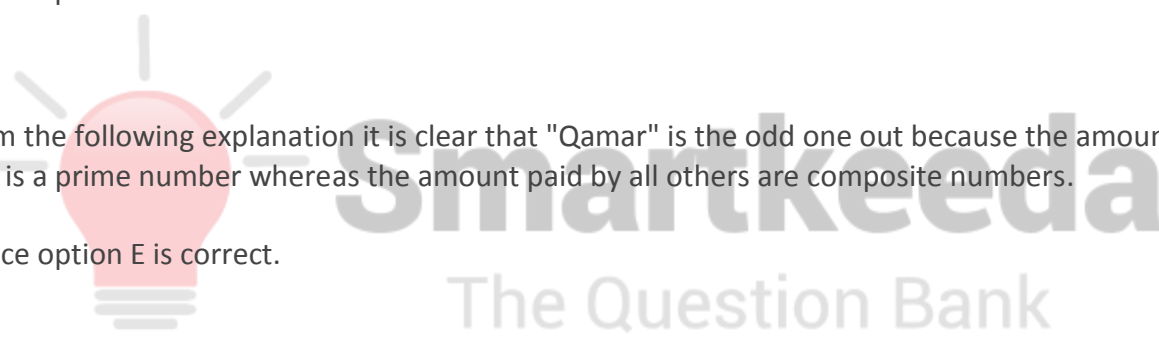 m the following explanation it is clear that "Qamar" is the odd one out because the amoun
is a prime number whereas the amount paid by all others are composite numbers.
Smartkeeda
ce option E is correct.
The Question Bank